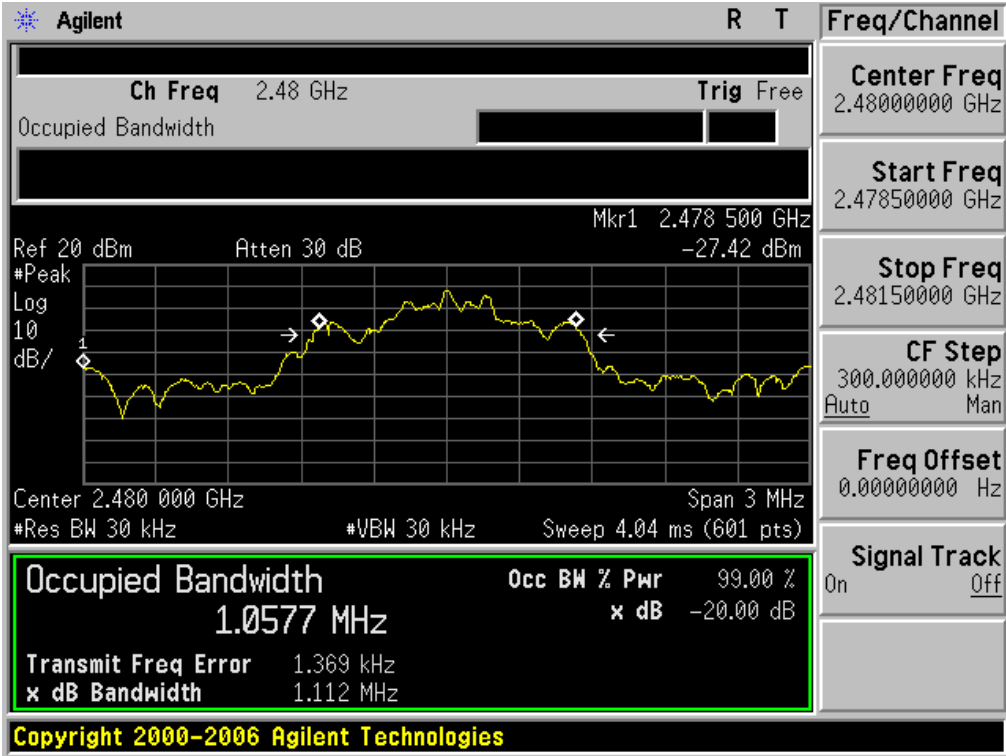 Agilent R T Freq/Channel
Ch Freq 2.48 GHz Trig Free
Occupied Bandwidth
Center Freq
2.48000000 GHz
Start Freq
2.47850000 GHz
Stop Freq
2.48150000 GHz
CF Step
300.000000 kHz
Auto Man
Freq Offset
0.00000000 Hz
Signal Track
On Off
Mkr1 2.478 500 GHz
Ref 20 dBm Atten 30 dB -27.42 dBm
#Peak
Log
10
dB/
1
Center 2.480 000 GHz Span 3 MHz
#Res BW 30 kHz #VBW 30 kHz Sweep 4.04 ms (601 pts)
Occupied Bandwidth
1.0577 MHz
Occ BW % Pwr 99.00 %
x dB -20.00 dB
Transmit Freq Error 1.369 kHz
x dB Bandwidth 1.112 MHz
Copyright 2000-2006 Agilent Technologies